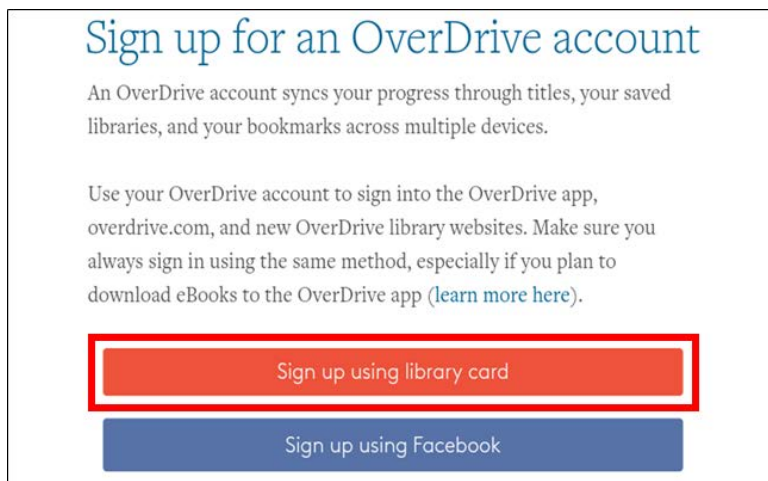 Sign up for an OverDrive account
An OverDrive account syncs your progress through titles, your saved
libraries, and your bookmarks across multiple devices.
Use your OverDrive account to sign into the OverDrive app,
overdrive.com, and new OverDrive library websites. Make sure you
always sign in using the same method, especially if you plan to
download eBooks to the OverDrive app (learn more here).
Sign up using library card
Sign up using Facebook